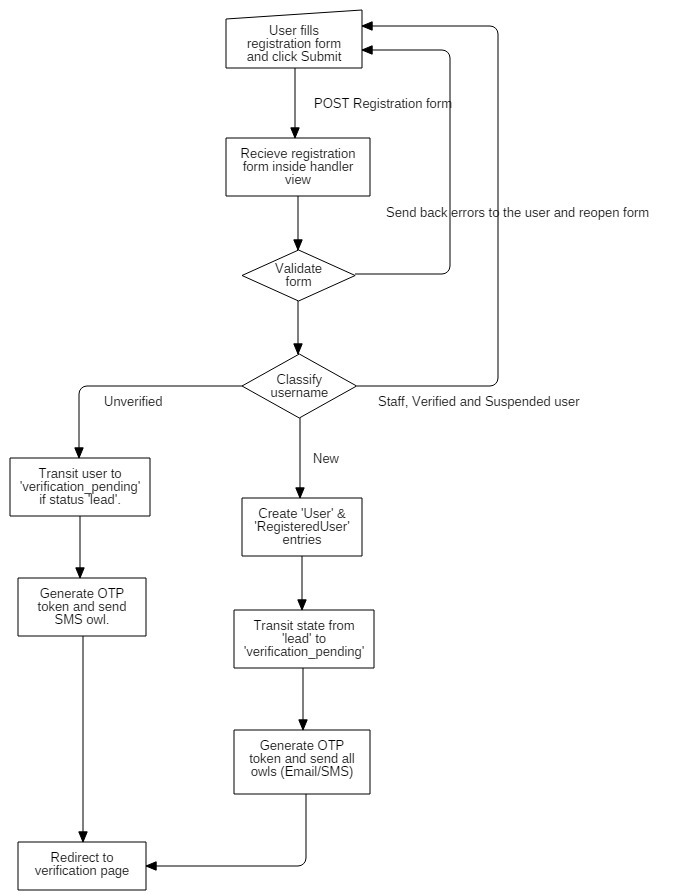 User fills
registration form
and click Submit
POST Registration form
Recieve registration
form inside handler
view
Send back errors to the user and reopen form
Validate
form
Classify
username
Unverified
Staff, Verified and Suspended user
New
Transit user to
'verification_pending'
if status 'lead'.
Create 'User' &
'RegisteredUser'
entries
Generate OTP
token and send
SMS owl.
Transit state from
'lead' to
'verification_pending'
Generate OTP
token and send all
owls (Email/SMS)
Redirect to
verification page